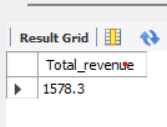 Result Grid
Total_revenue
1578.3